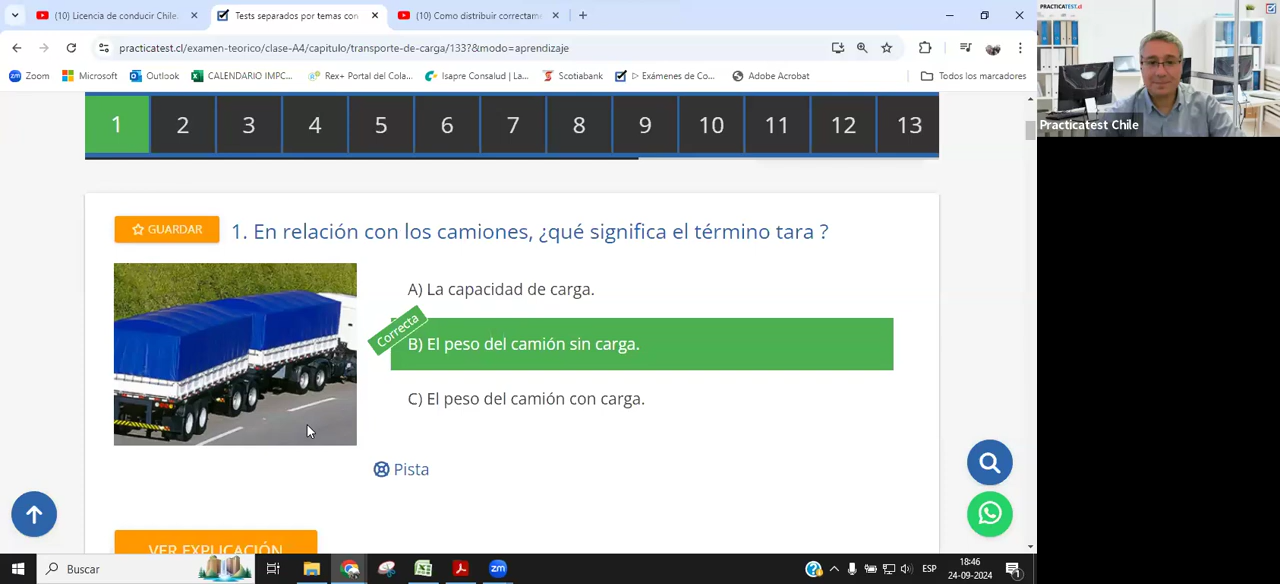 (10) Licencia de conducir Chile:
Tests separados por temas con
(10) Como distribuir correctame
practicatest.cl/examen-teorico/clase-A4/capitulo/transporte-de-carga/133?&modo=aprendizaje
Zoom
Microsoft
Outlook
CALENDARIO IMPC...
Rex+ Portal del Cola...
Isapre Consalud | La...
Scotiabank
▷ Exámenes de Co...
Adobe Acrobat
Todos los marcadores
PRACTICATEST.cl
Practicatest Chile
1 2 3 4 5 6 7 8 9 10 11 12 13
GUARDAR
1. En relación con los camiones, ¿qué significa el término tara ?
A) La capacidad de carga.
Correcta
B) El peso del camión sin carga.
C) El peso del camión con carga.
Pista
VER EXPLICACIÓN
Buscar
zm
ESP
18:46
24-09-2024